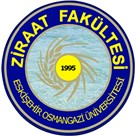 ZİRAAT FAKÜLTESİ
1995
ESKİŞEHİR OSMANGAZİ ÜNİVERSİTESİ